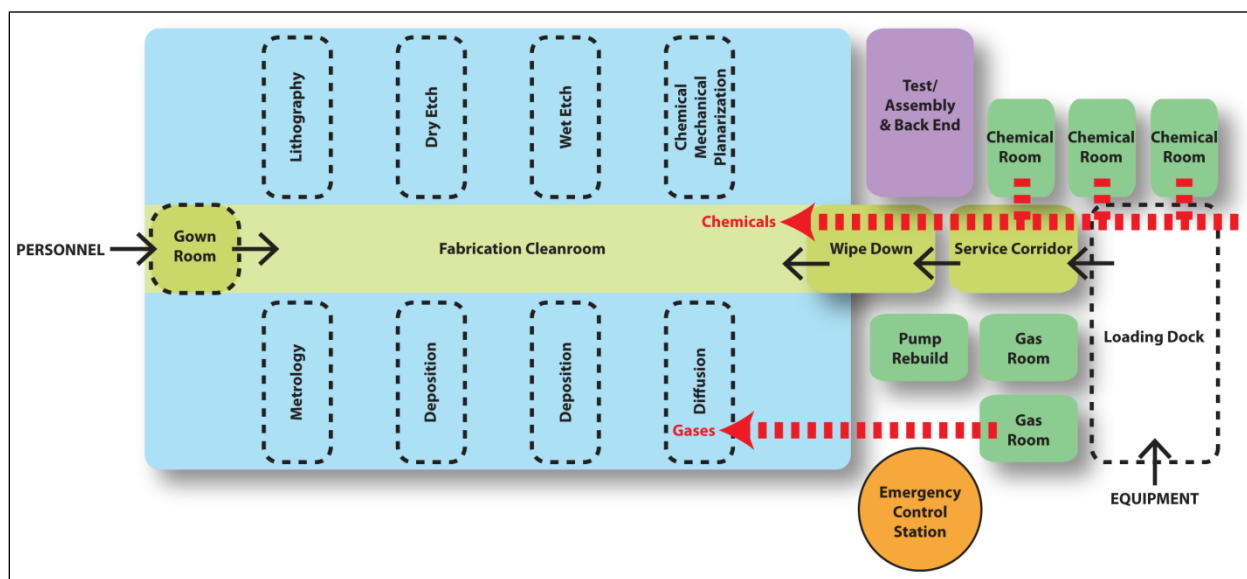 Lithography
Dry Etch
Wet Etch
Chemical
Mechanical
Planarization
Test/
Assembly
& Back End
Chemical
Room
Chemical
Room
Chemical
Room
Chemicals
PERSONNEL
Gown
Room
Fabrication Cleanroom
Wipe Down
Service Corridor
Loading Dock
Metrology
Deposition
Deposition
Diffusion
Pump
Rebuild
Gas
Room
Gases
Gas
Room
Emergency
Control
Station
EQUIPMENT